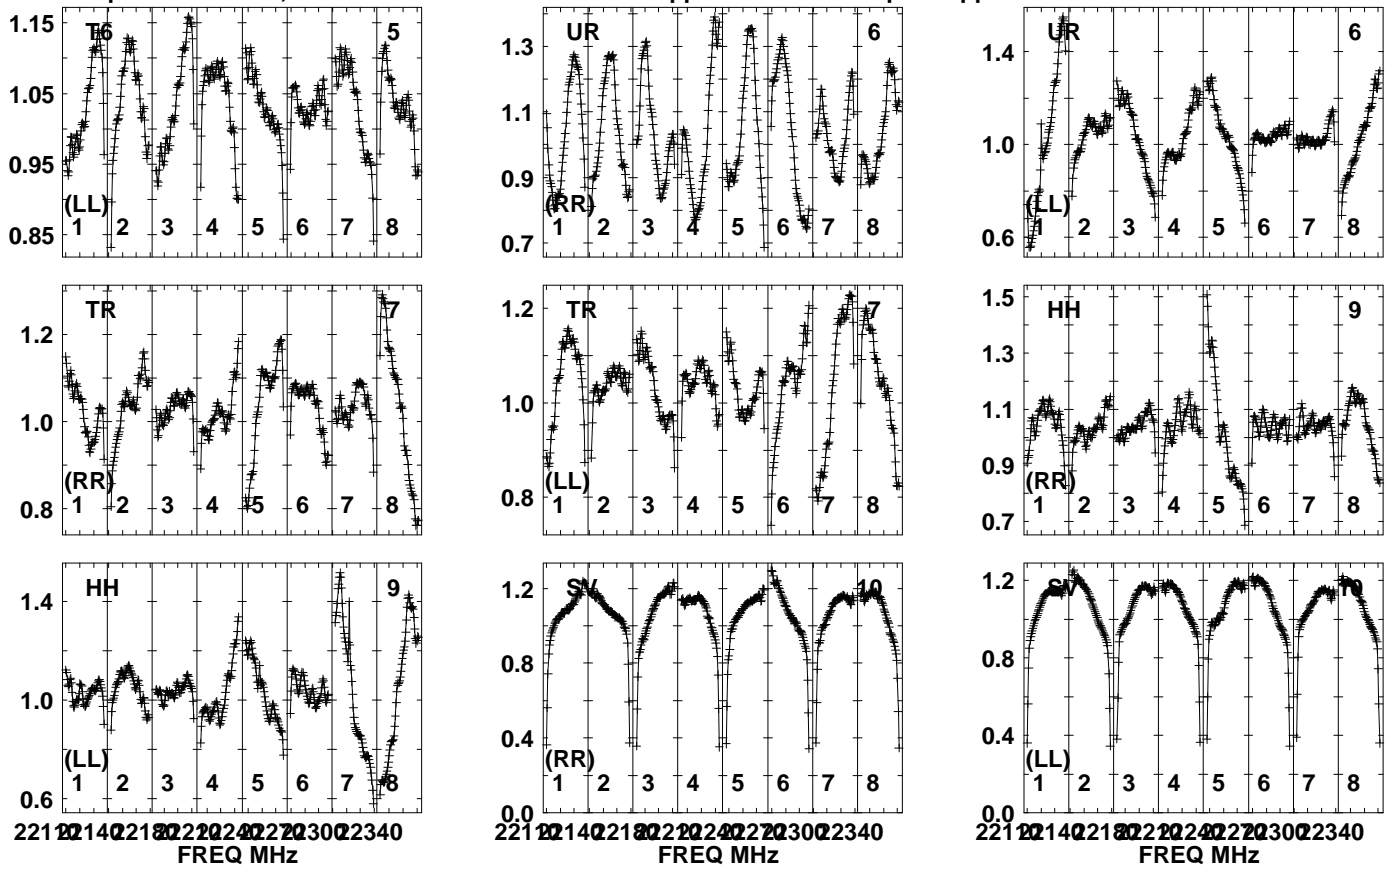 1.15 T6 5
1.05
0.95
(LL)
0.85 1 2 3 4 5 6 7 8
1.3 UR 6
1.1
0.9
(RR)
0.7 1 2 3 4 5 6 7 8
1.4 UR 6
1.0
(LL)
0.6 1 2 3 4 5 6 7 8
TR 7
1.2
1.0
(RR)
0.8 1 2 3 4 5 6 7 8
1.2 TR 7
1.0
(LL)
0.8 1 2 3 4 5 6 7 8
1.5 HH 9
1.3
1.1
0.9
(RR)
0.7 1 2 3 4 5 6 7 8
HH 9
1.4
1.0
(LL)
0.6 1 2 3 4 5 6 7 8
1.2 SV 10
0.8
0.4
(RR)
0.0 1 2 3 4 5 6 7 8
1.2 SV 10
0.8
0.4
(LL)
0.0 1 2 3 4 5 6 7 8
FREQ MHz
FREQ MHz